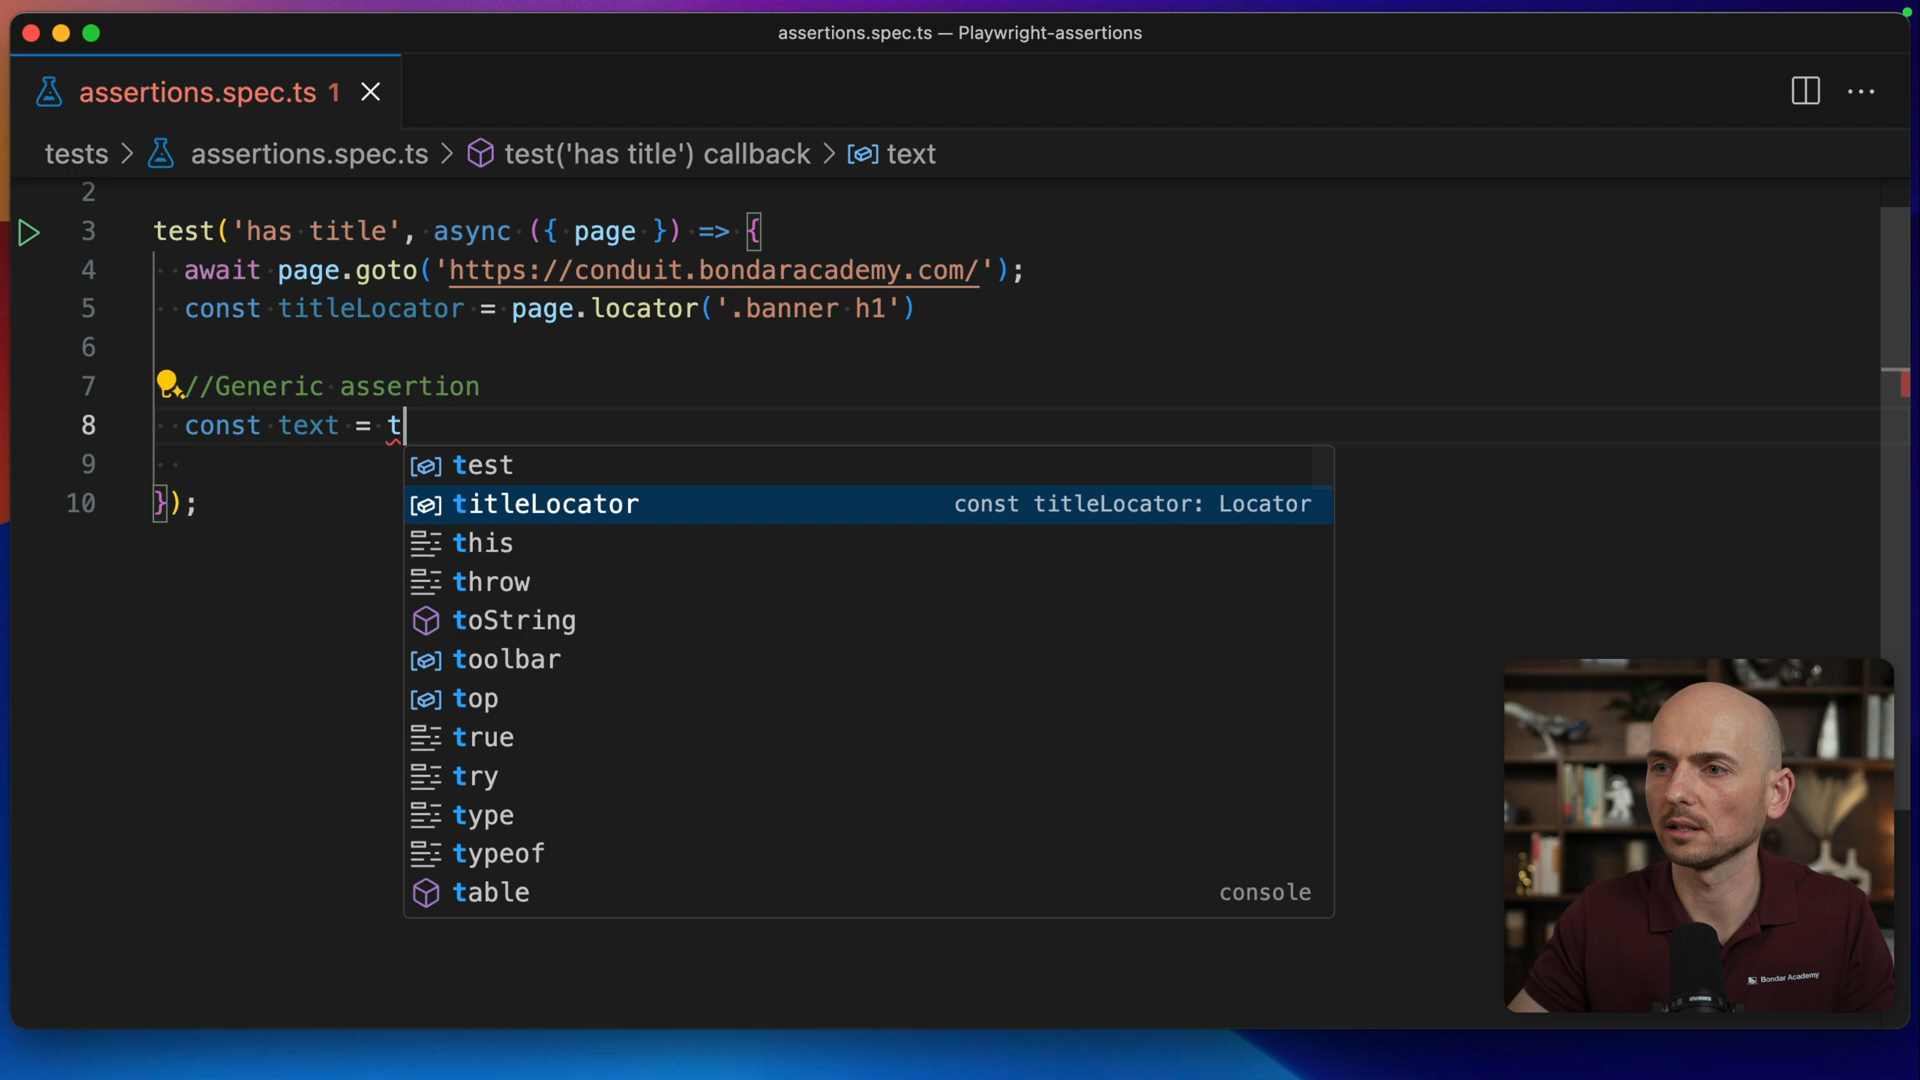 assertions.spec.ts — Playwright-assertions
assertions.spec.ts 1
tests > assertions.spec.ts > test('has title') callback > text
2
3 test('has title', async ({ page }) => {
4 await page.goto('https://conduit.bondaracademy.com/');
5 const titleLocator = page.locator('.banner h1')
6
7 //Generic assertion
8 const text = t
9
10 });
test
titleLocator const titleLocator: Locator
this
throw
toString
toolbar
top
true
try
type
typeof
table console
Bondar Academy